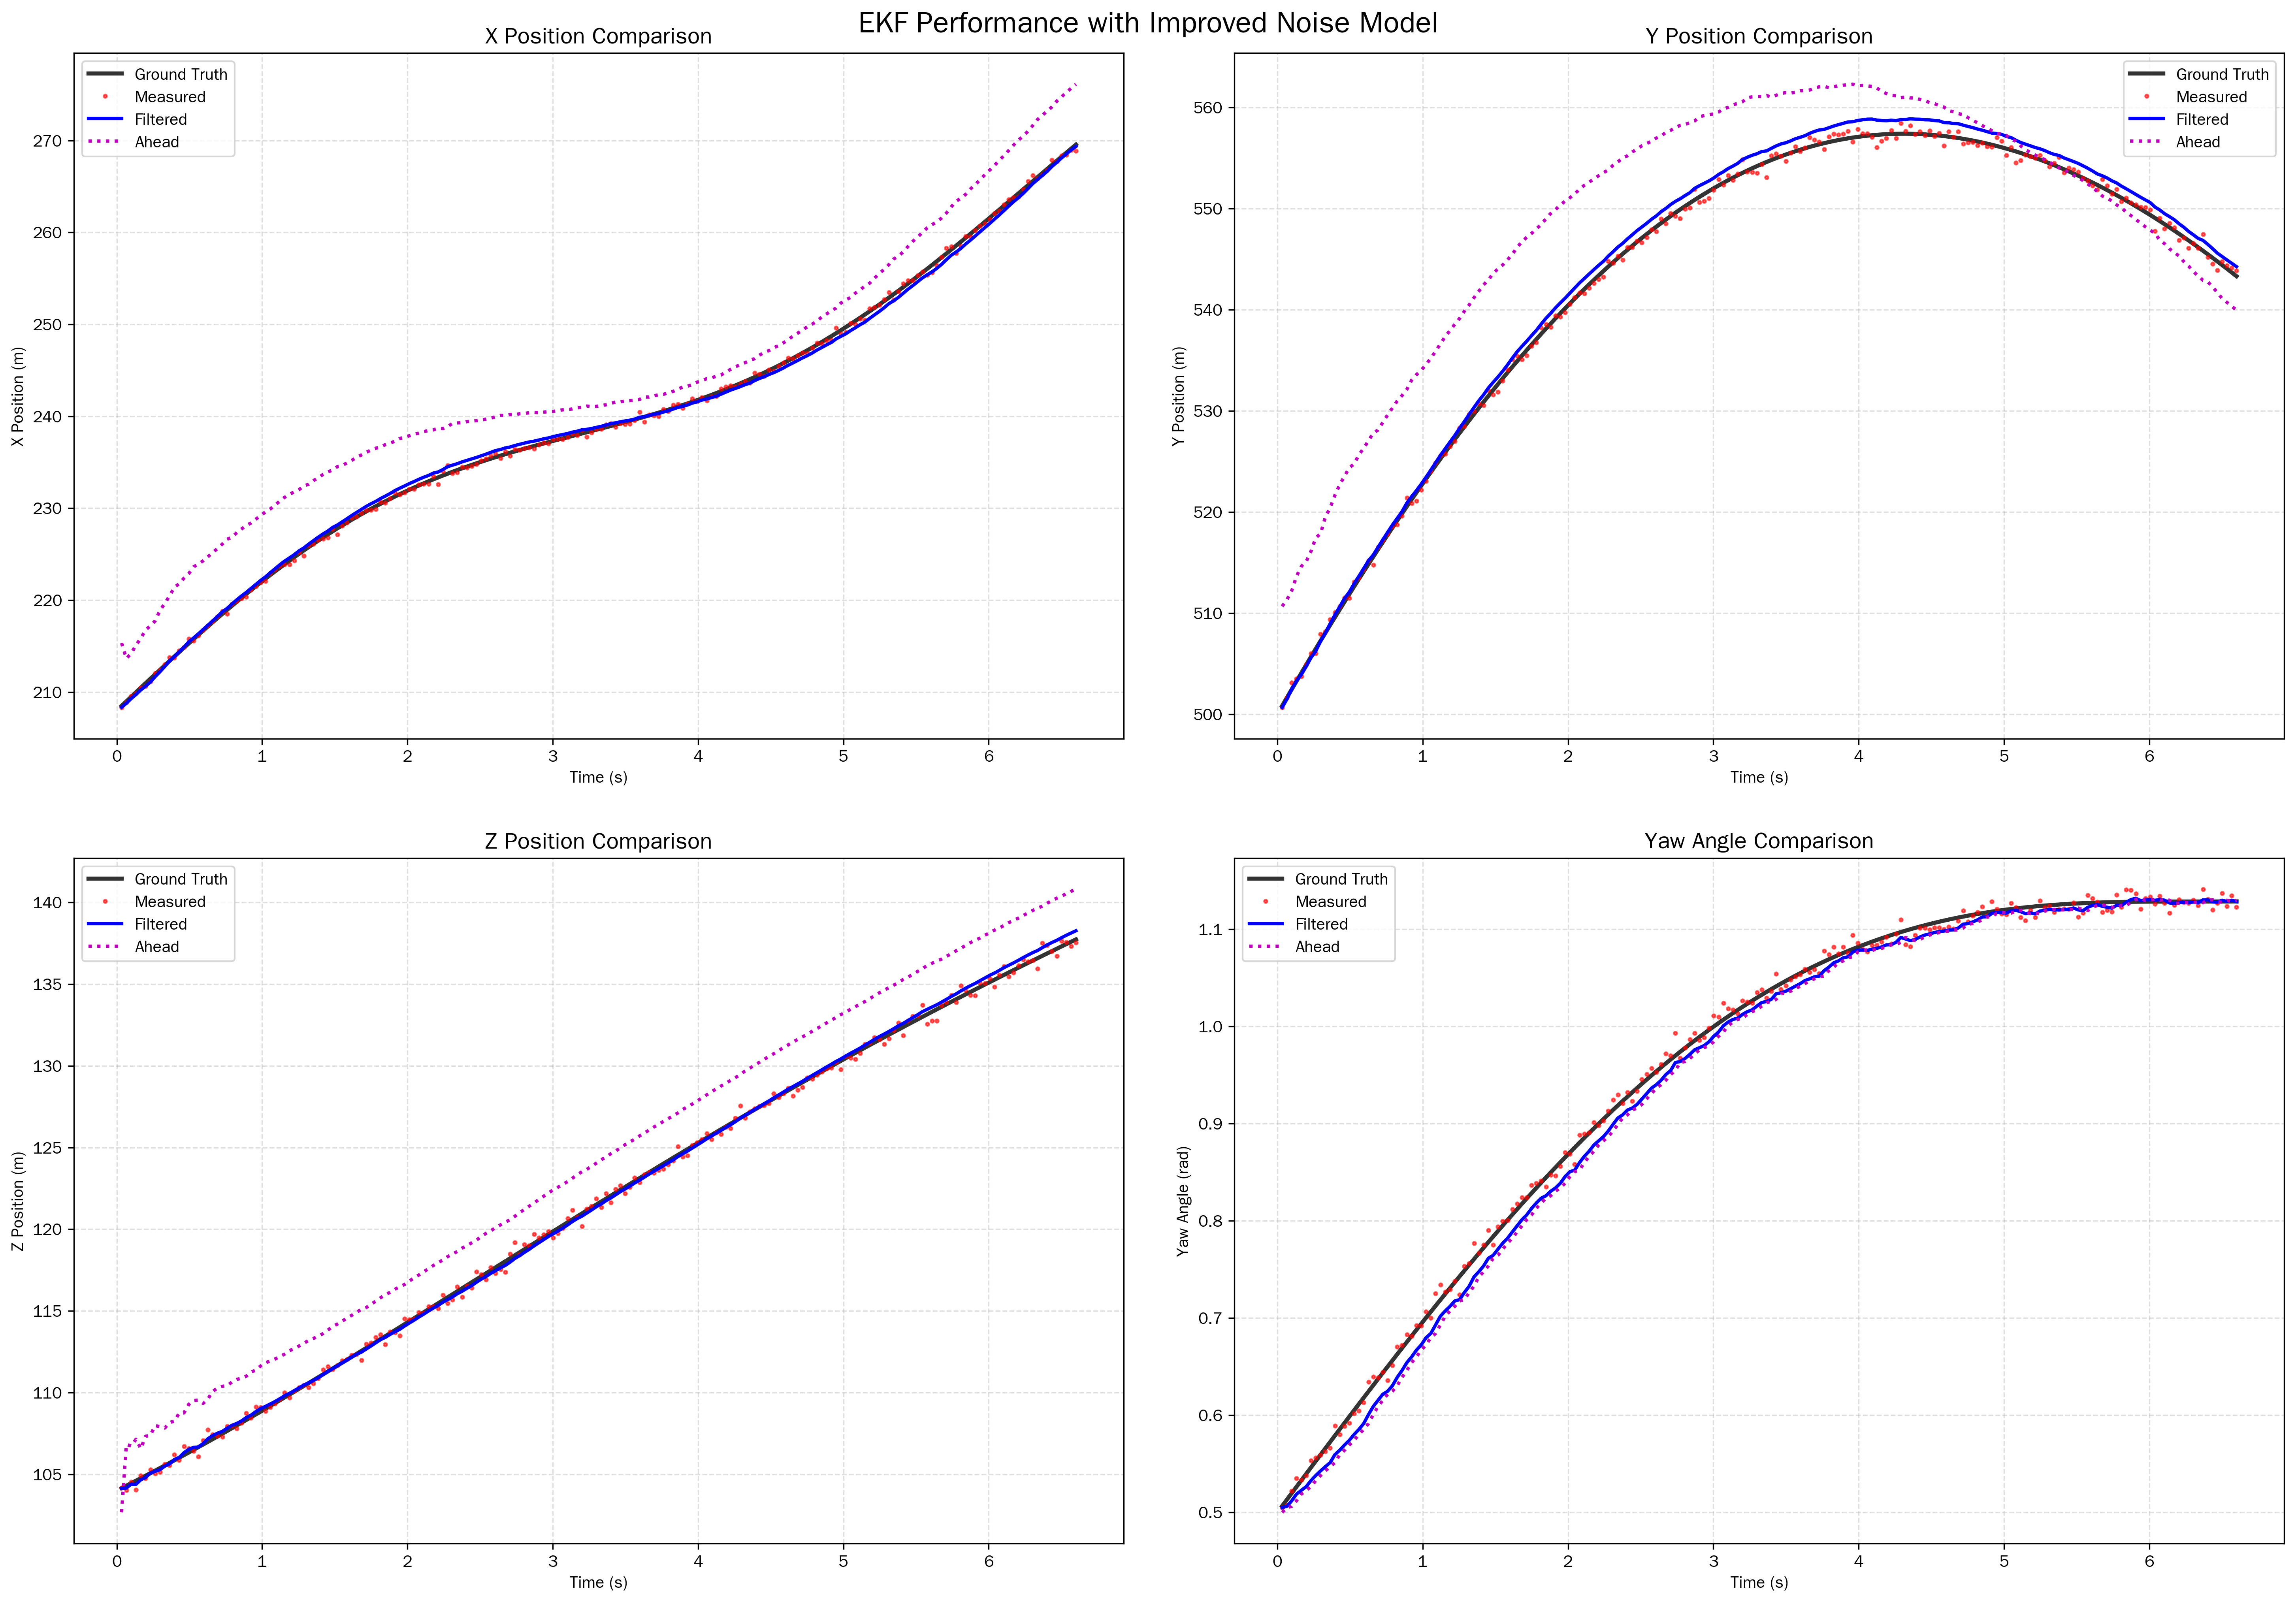 EKF Performance with Improved Noise Model
X Position Comparison
Ground Truth
Measured
Filtered
Ahead
270
260
250
240
230
220
210
X Position (m)
0 1 2 3 4 5 6
Time (s)
Y Position Comparison
Ground Truth
Measured
Filtered
Ahead
560
550
540
530
520
510
500
Y Position (m)
0 1 2 3 4 5 6
Time (s)
Z Position Comparison
Ground Truth
Measured
Filtered
Ahead
140
135
130
125
120
115
110
105
Z Position (m)
0 1 2 3 4 5 6
Time (s)
Yaw Angle Comparison
Ground Truth
Measured
Filtered
Ahead
1.1
1.0
0.9
0.8
0.7
0.6
0.5
Yaw Angle (rad)
0 1 2 3 4 5 6
Time (s)